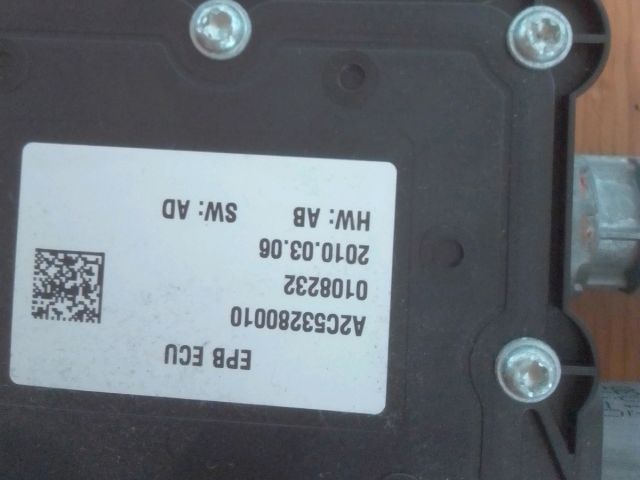 EPB ECU
A2C53280010
0108232
2010.03.06
HW: AB SW: AD